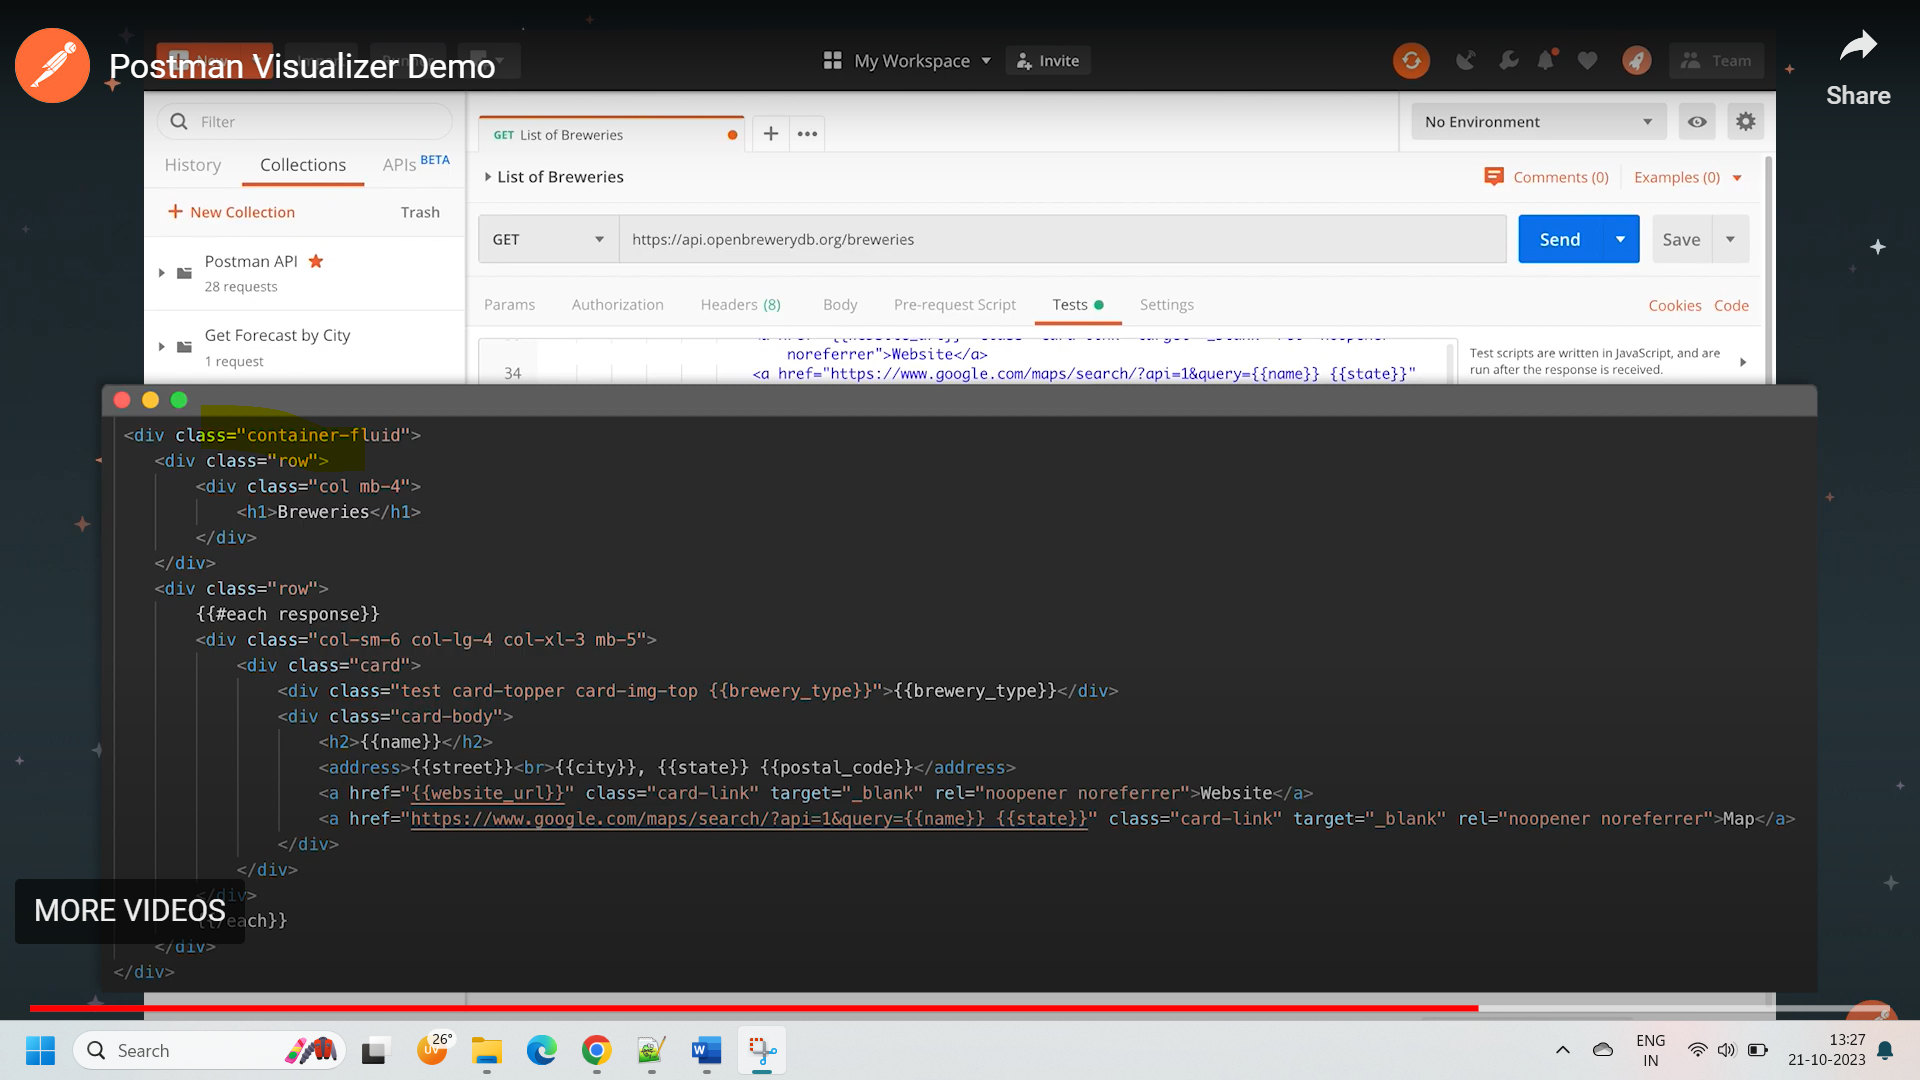 Postman Visualizer Demo
My Workspace
Invite
Team
Share
Filter
History
Collections
APIs BETA
+ New Collection
Trash
Postman API
28 requests
Get Forecast by City
1 request
GET List of Breweries
No Environment
List of Breweries
Comments (0)
Examples (0)
GET
https://api.openbrewerydb.org/breweries
Send
Save
Params
Authorization
Headers (8)
Body
Pre-request Script
Tests
Settings
Cookies
Code
noreferrer">Website</a>
34
<a href="https://www.google.com/maps/search/?api=1&query={{name}} {{state}}"
Test scripts are written in JavaScript, and are
run after the response is received.
<div class="container-fluid">
<div class="row">
<div class="col mb-4">
<h1>Breweries</h1>
</div>
</div>
<div class="row">
{{#each response}}
<div class="col-sm-6 col-lg-4 col-xl-3 mb-5">
<div class="card">
<div class="test card-topper card-img-top {{brewery_type}}">{{brewery_type}}</div>
<div class="card-body">
<h2>{{name}}</h2>
<address>{{street}}<br>{{city}}, {{state}} {{postal_code}}</address>
<a href="{{website_url}}" class="card-link" target="_blank" rel="noopener noreferrer">Website</a>
<a href="https://www.google.com/maps/search/?api=1&query={{name}} {{state}}" class="card-link" target="_blank" rel="noopener noreferrer">Map</a>
</div>
</div>
</div>
{{/each}}
</div>
</div>
MORE VIDEOS
Search
UV
26°
ENG
IN
13:27
21-10-2023